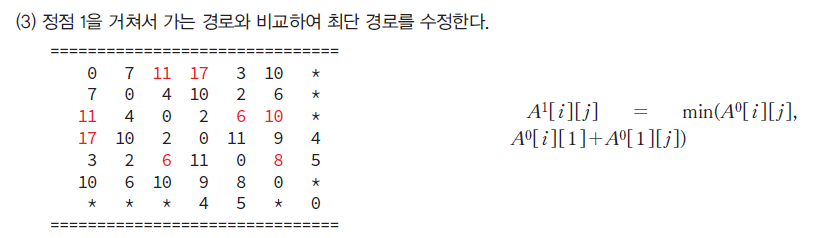 (3) 정점 1을 거쳐서 가는 경로와 비교하여 최단 경로를 수정한다.
===============================
0 7 11 17 3 10 *
7 0 4 10 2 6 *
11 4 0 2 6 10 *
17 10 2 0 11 9 4
3 2 6 11 0 8 5
10 6 10 9 8 0 *
* * * 4 5 * 0
===============================
A¹[i][j] = min(A⁰[i][j],
A⁰[i][1]+A⁰[1][j])